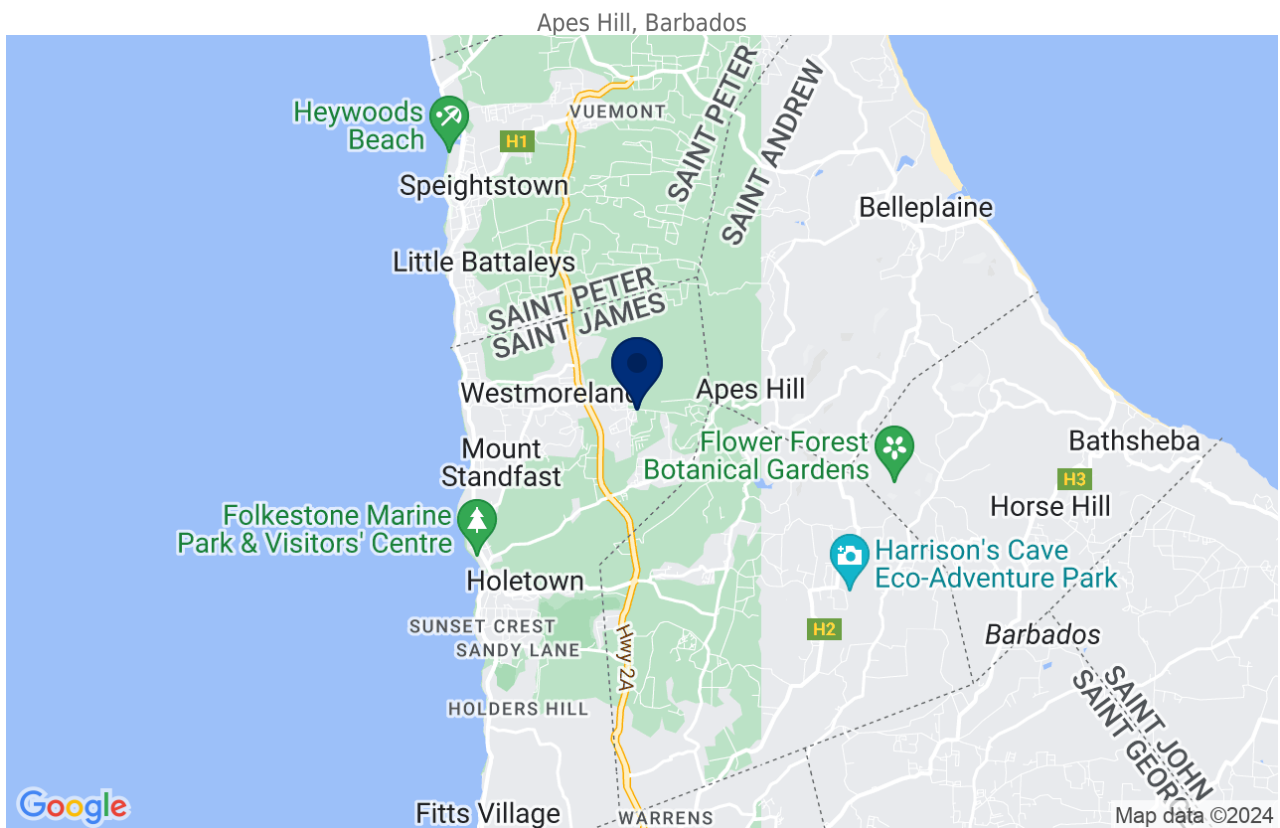 Apes Hill, Barbados
Heywoods
Beach
VUEMONT
H1
SAINT PETER
SAINT ANDREW
Speightstown
Belleplaine
Little Battaleys
SAINT PETER
SAINT JAMES
Westmoreland
Apes Hill
Mount
Standfast
Flower Forest
Botanical Gardens
Bathsheba
H3
Horse Hill
Folkestone Marine
Park & Visitors' Centre
Harrison's Cave
Eco-Adventure Park
Holetown
SUNSET CREST
SANDY LANE
Hwy 2A
H2
Barbados
HOLDERS HILL
SAINT JOHN
SAINT GEORGE
Google
Fitts Village
WARRENS
Map data ©2024